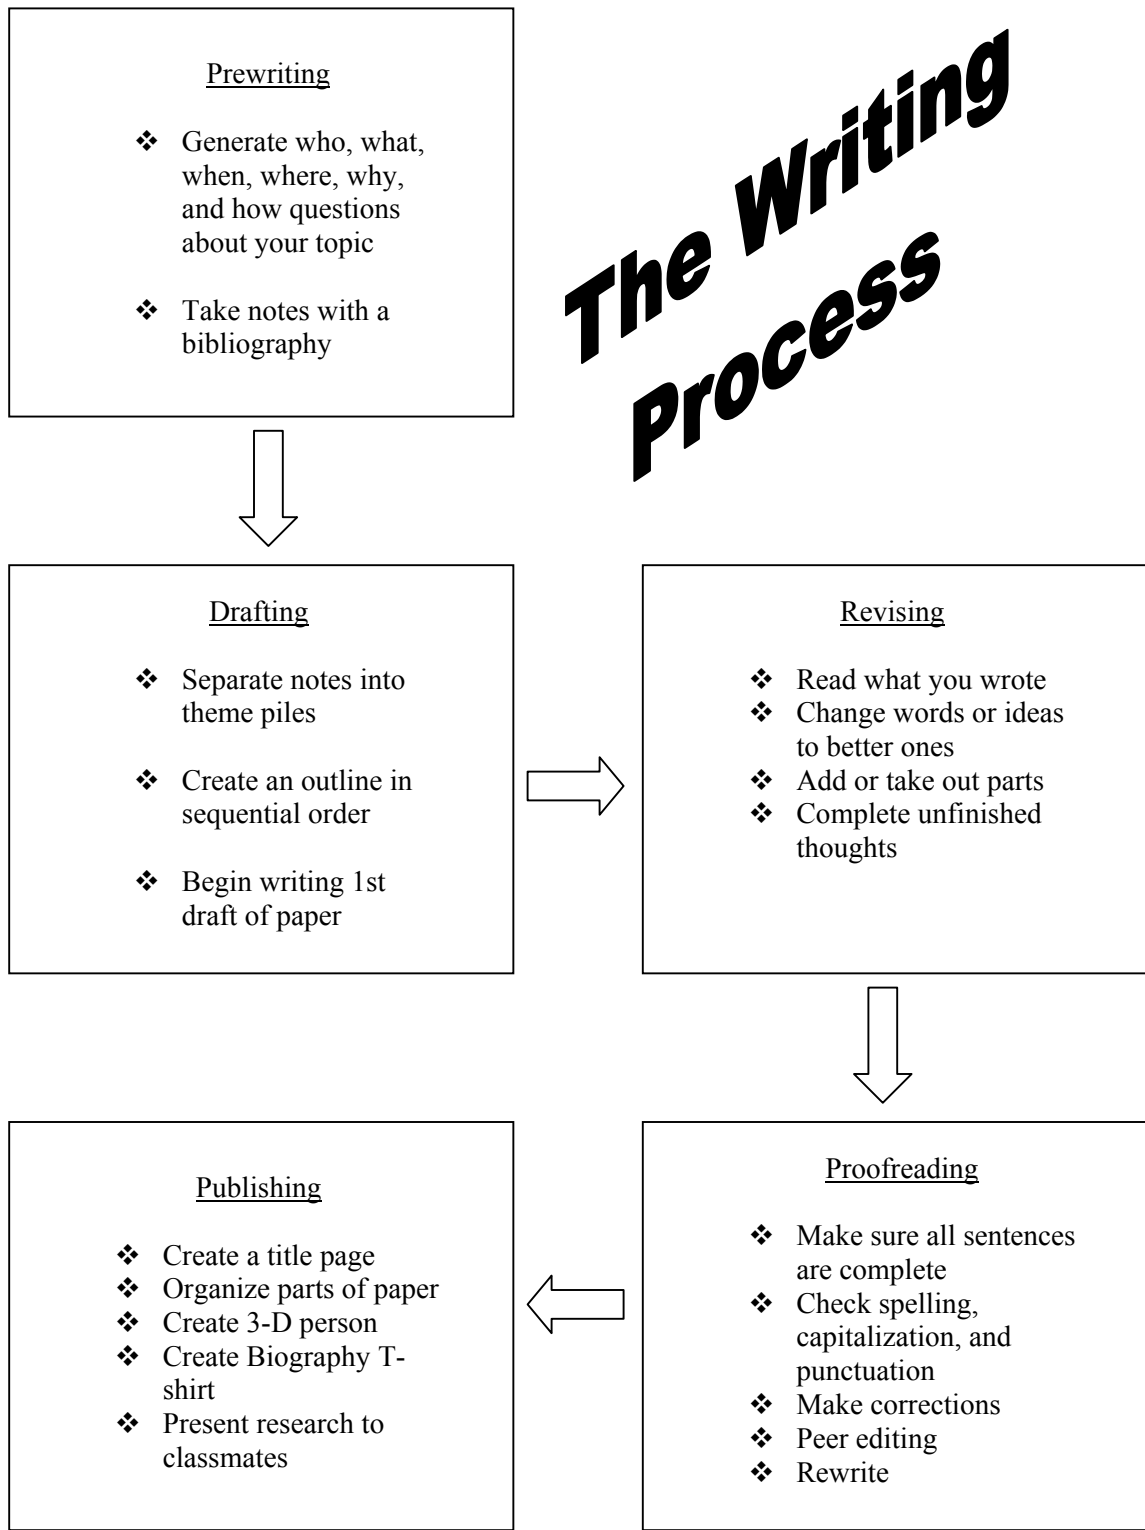 Prewriting
❖ Generate who, what,
when, where, why,
and how questions
about your topic
❖ Take notes with a
bibliography
The Writing
Process
Drafting
❖ Separate notes into
theme piles
❖ Create an outline in
sequential order
❖ Begin writing 1st
draft of paper
Revising
❖ Read what you wrote
❖ Change words or ideas
to better ones
❖ Add or take out parts
❖ Complete unfinished
thoughts
Proofreading
❖ Make sure all sentences
are complete
❖ Check spelling,
capitalization, and
punctuation
❖ Make corrections
❖ Peer editing
❖ Rewrite
Publishing
❖ Create a title page
❖ Organize parts of paper
❖ Create 3-D person
❖ Create Biography T-
shirt
❖ Present research to
classmates